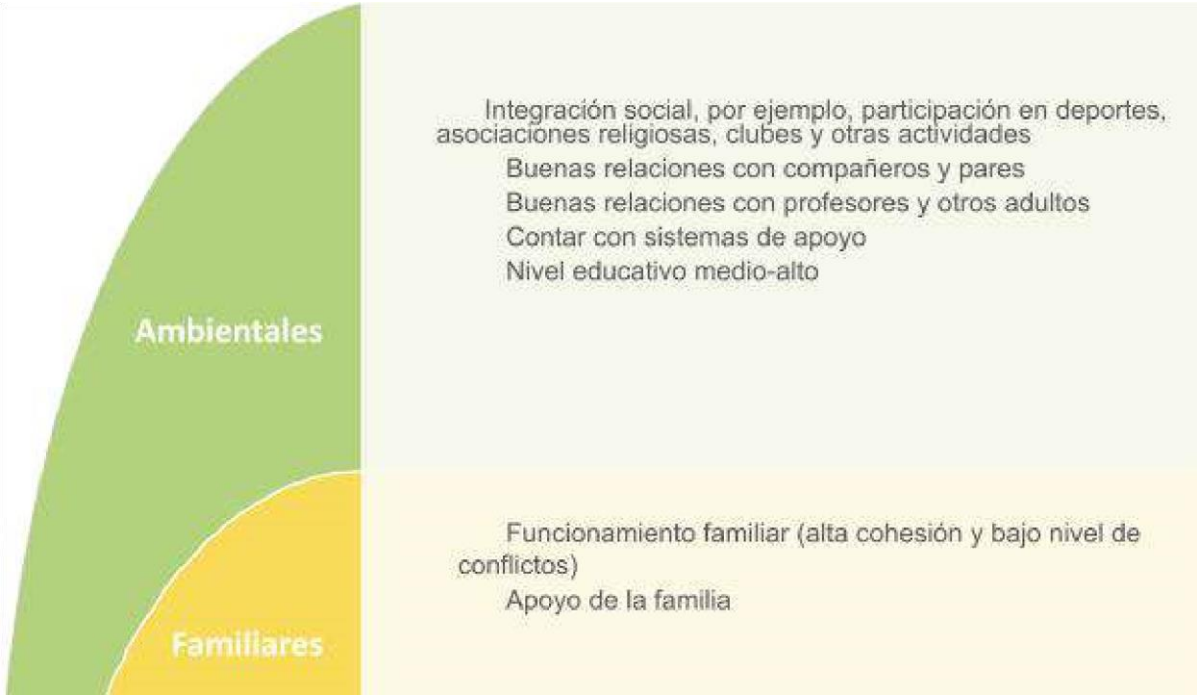 Integración social, por ejemplo, participación en deportes,
asociaciones religiosas, clubes y otras actividades
Buenas relaciones con compañeros y pares
Buenas relaciones con profesores y otros adultos
Contar con sistemas de apoyo
Nivel educativo medio-alto
Ambientales
Funcionamiento familiar (alta cohesión y bajo nivel de
conflictos)
Apoyo de la familia
Familiares